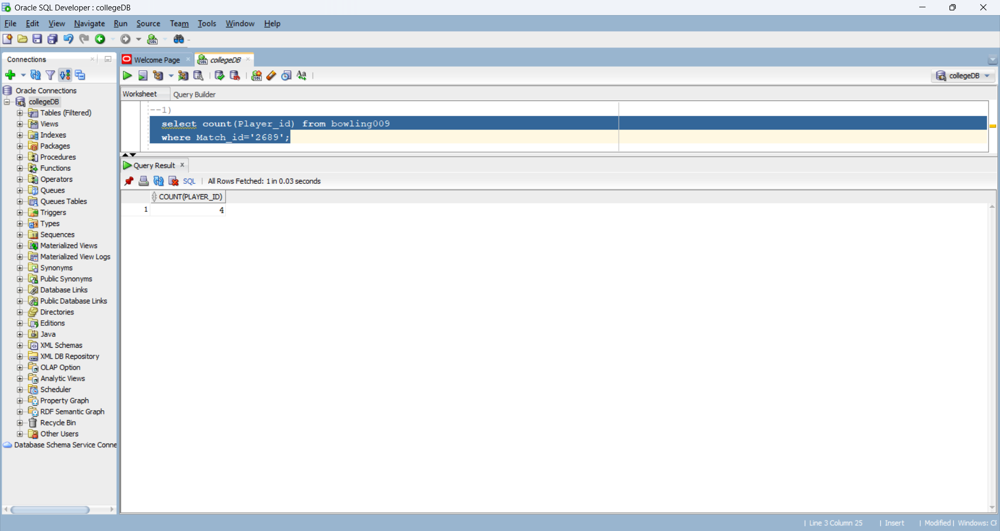 Oracle SQL Developer : collegeDB
File Edit View Navigate Run Source Team Tools Window Help
Connections
Welcome Page
collegeDB
collegeDB
Worksheet Query Builder
Oracle Connections
collegeDB
Tables (Filtered)
Views
Indexes
Packages
Procedures
Functions
Operators
Queues
Queues Tables
Triggers
Types
Sequences
Materialized Views
Materialized View Logs
Synonyms
Public Synonyms
Database Links
Public Database Links
Directories
Editions
Java
XML Schemas
XML DB Repository
OLAP Option
Analytic Views
Scheduler
Property Graph
RDF Semantic Graph
Recycle Bin
Other Users
Database Schema Service Conne
--1)
select count(Player_id) from bowling009
where Match_id='2689';
Query Result
SQL | All Rows Fetched: 1 in 0.03 seconds
COUNT(PLAYER_ID)
1 4
| Line 3 Column 25 | Insert | Modified | Windows: C